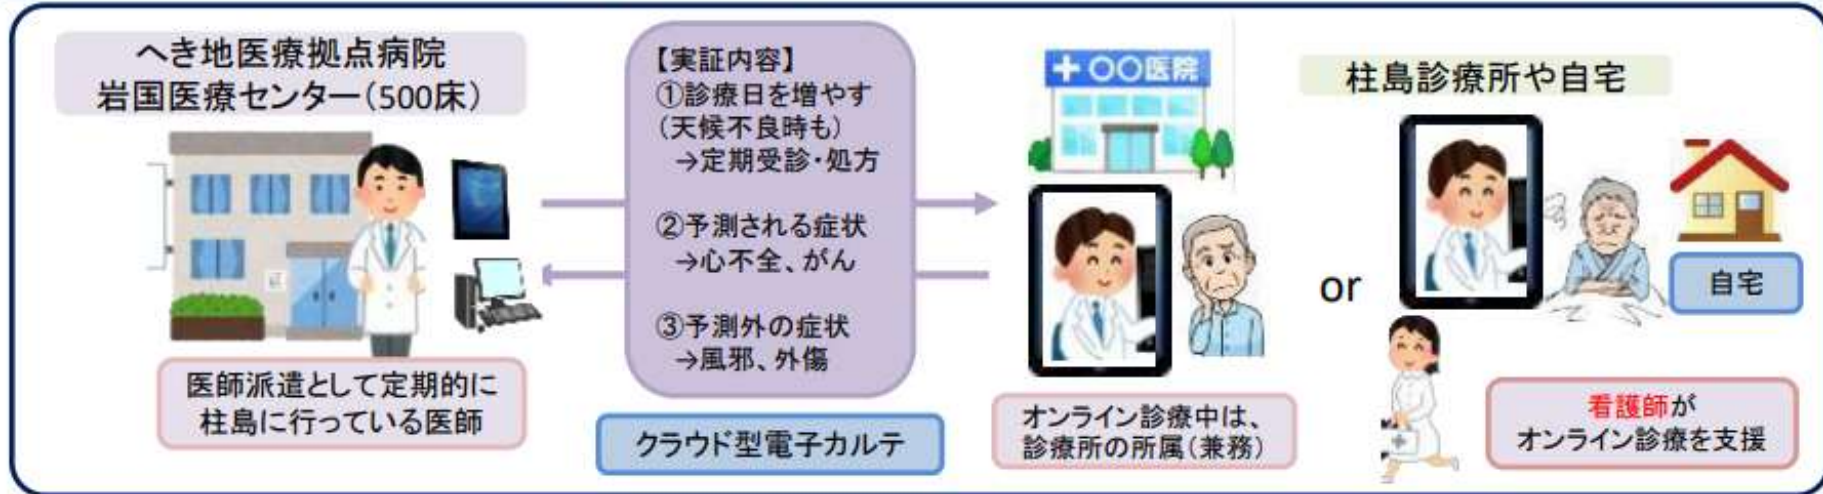 へき地医療拠点病院
岩国医療センター(500床)
医師派遣として定期的に
柱島に行っている医師
【実証内容】
①診療日を増やす
(天候不良時も)
→定期受診・処方
②予測される症状
→心不全、がん
③予測外の症状
→風邪、外傷
クラウド型電子カルテ
〇〇医院
オンライン診療中は、
診療所の所属(兼務)
or
柱島診療所や自宅
自宅
看護師が
オンライン診療を支援